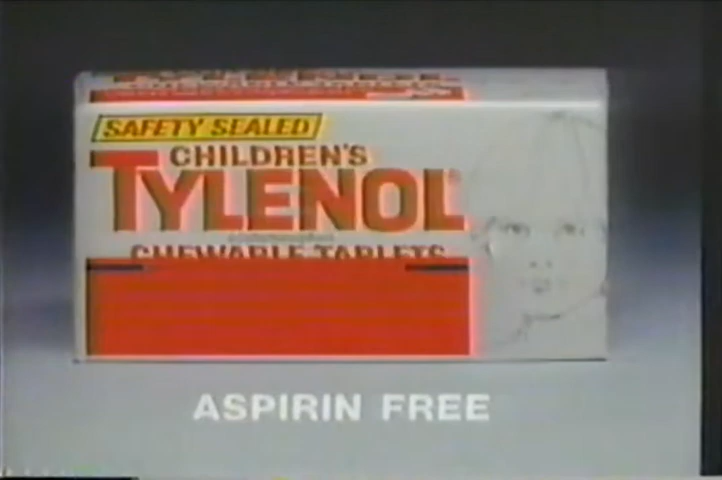 SAFETY SEALED
CHILDREN'S
TYLENOL
CHEWABLE TABLETS
ASPIRIN FREE